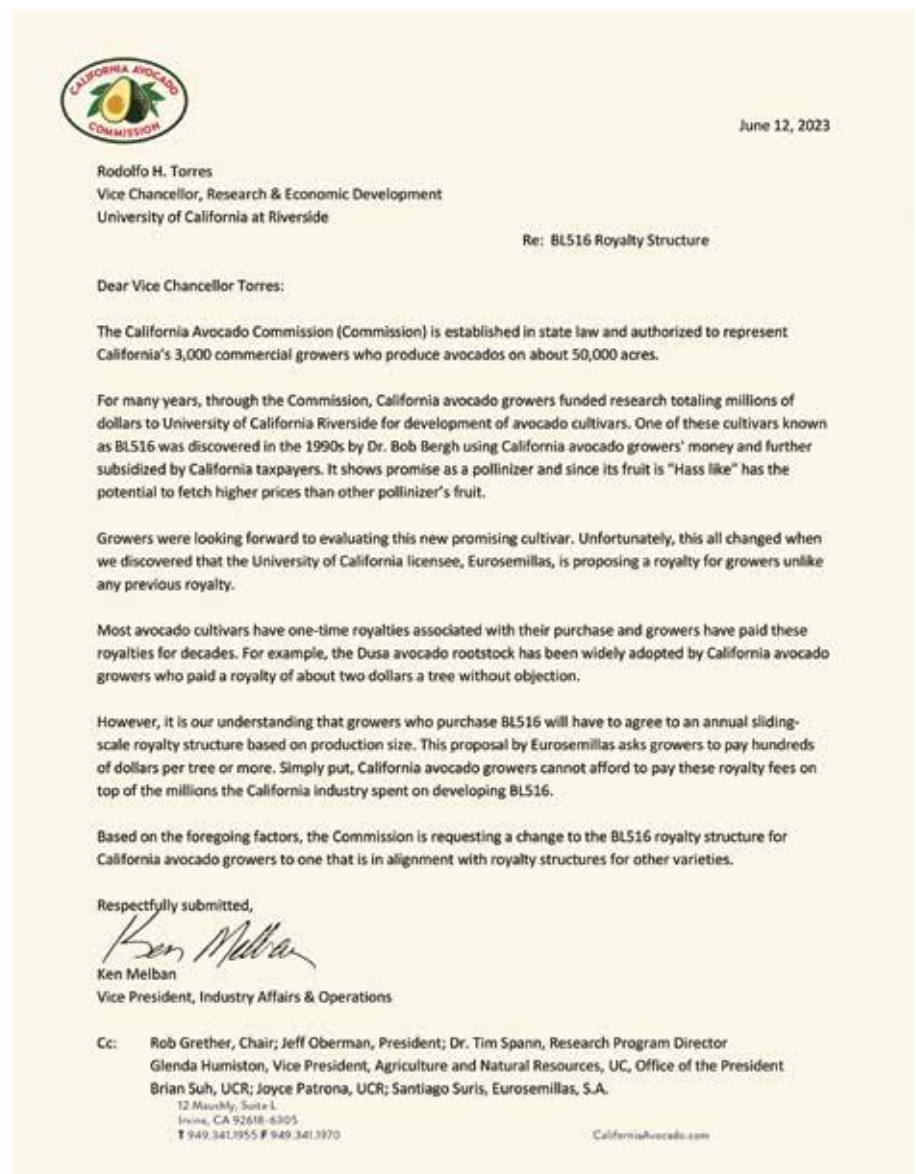 CALIFORNIA AVOCADO
COMMISSION
June 12, 2023
Rodolfo H. Torres
Vice Chancellor, Research & Economic Development
University of California at Riverside
Re: BL516 Royalty Structure
Dear Vice Chancellor Torres:
The California Avocado Commission (Commission) is established in state law and authorized to represent
California's 3,000 commercial growers who produce avocados on about 50,000 acres.
For many years, through the Commission, California avocado growers funded research totaling millions of
dollars to University of California Riverside for development of avocado cultivars. One of these cultivars known
as BL516 was discovered in the 1990s by Dr. Bob Bergh using California avocado growers' money and further
subsidized by California taxpayers. It shows promise as a pollinizer and since its fruit is "Hass like" has the
potential to fetch higher prices than other pollinizer's fruit.
Growers were looking forward to evaluating this new promising cultivar. Unfortunately, this all changed when
we discovered that the University of California licensee, Eurosemillas, is proposing a royalty for growers unlike
any previous royalty.
Most avocado cultivars have one-time royalties associated with their purchase and growers have paid these
royalties for decades. For example, the Dusa avocado rootstock has been widely adopted by California avocado
growers who paid a royalty of about two dollars a tree without objection.
However, it is our understanding that growers who purchase BL516 will have to agree to an annual sliding-
scale royalty structure based on production size. This proposal by Eurosemillas asks growers to pay hundreds
of dollars per tree or more. Simply put, California avocado growers cannot afford to pay these royalty fees on
top of the millions the California industry spent on developing BL516.
Based on the foregoing factors, the Commission is requesting a change to the BL516 royalty structure for
California avocado growers to one that is in alignment with royalty structures for other varieties.
Respectfully submitted,
Ken Melban
Ken Melban
Vice President, Industry Affairs & Operations
Cc: Rob Grether, Chair; Jeff Oberman, President; Dr. Tim Spann, Research Program Director
Glenda Humiston, Vice President, Agriculture and Natural Resources, UC, Office of the President
Brian Suh, UCR; Joyce Patrona, UCR; Santiago Suris, Eurosemillas, S.A.
12 Mauchly, Suite L
Irvine, CA 92618-6305
T 949.341.1955 F 949.341.1970
CaliforniaAvocado.com